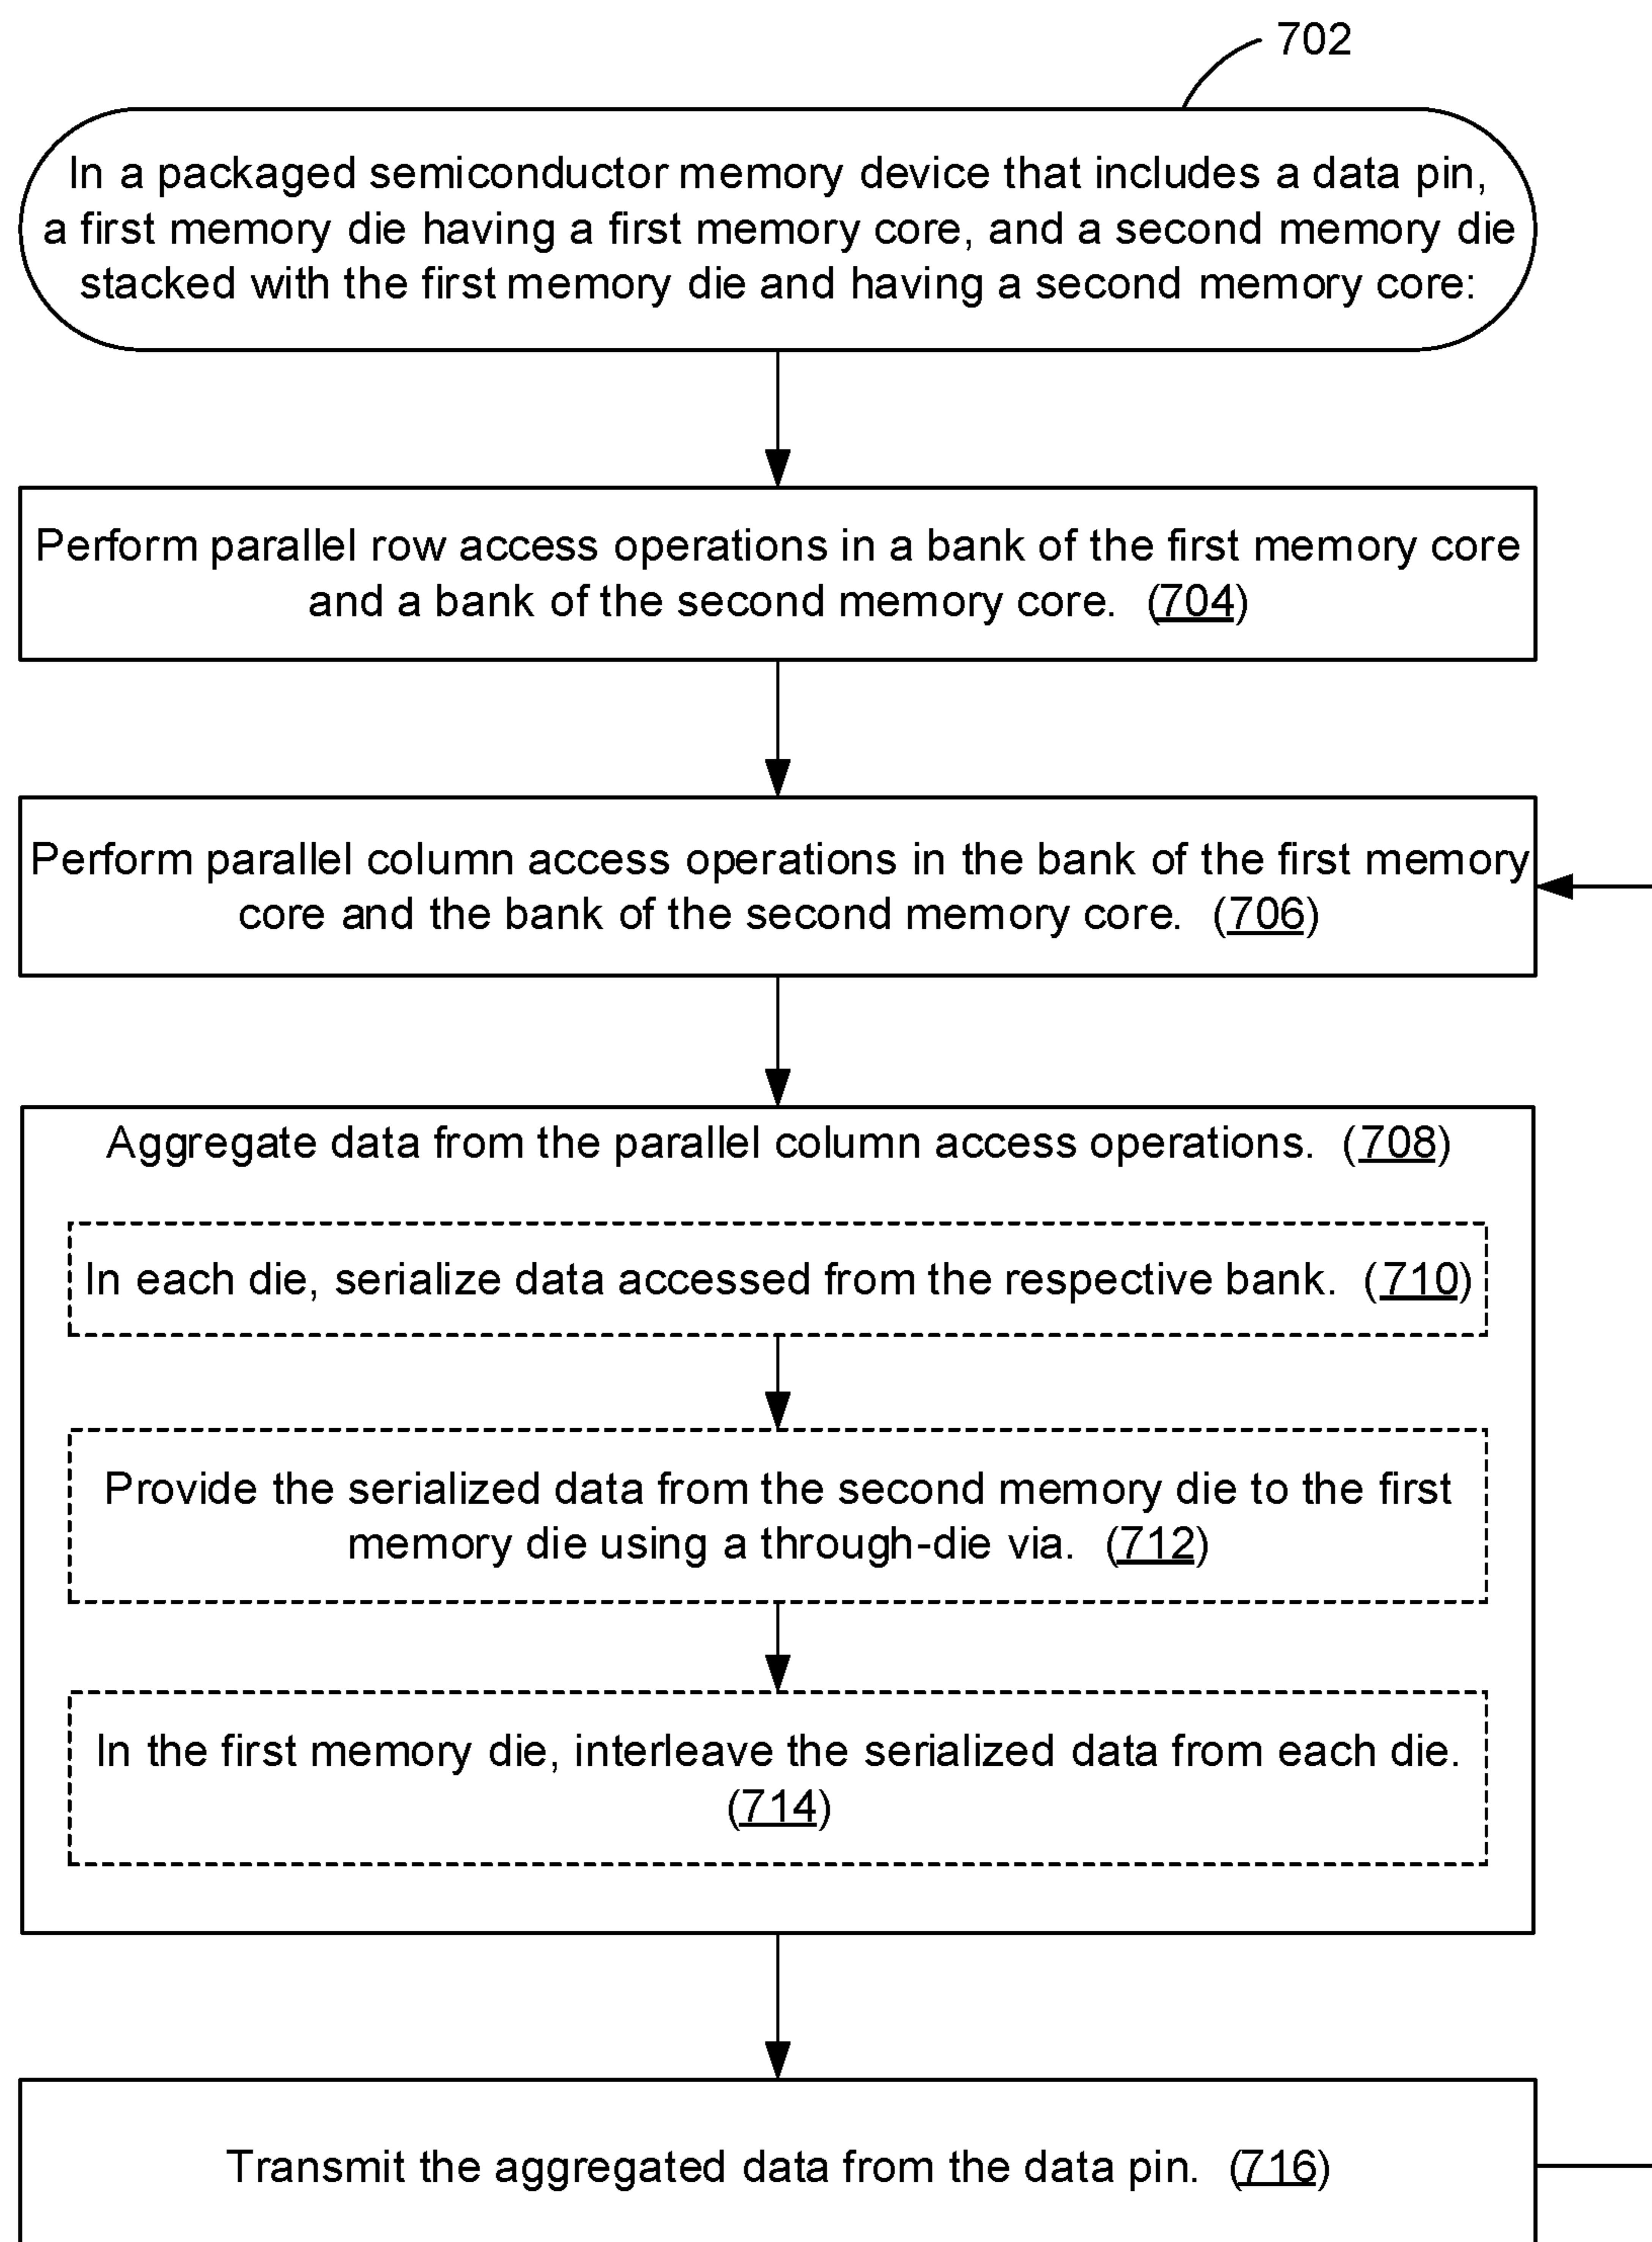 702
In a packaged semiconductor memory device that includes a data pin,
a first memory die having a first memory core, and a second memory die
stacked with the first memory die and having a second memory core:
Perform parallel row access operations in a bank of the first memory core
and a bank of the second memory core. (704)
Perform parallel column access operations in the bank of the first memory
core and the bank of the second memory core. (706)
Aggregate data from the parallel column access operations. (708)
In each die, serialize data accessed from the respective bank. (710)
Provide the serialized data from the second memory die to the first
memory die using a through-die via. (712)
In the first memory die, interleave the serialized data from each die.
(714)
Transmit the aggregated data from the data pin. (716)